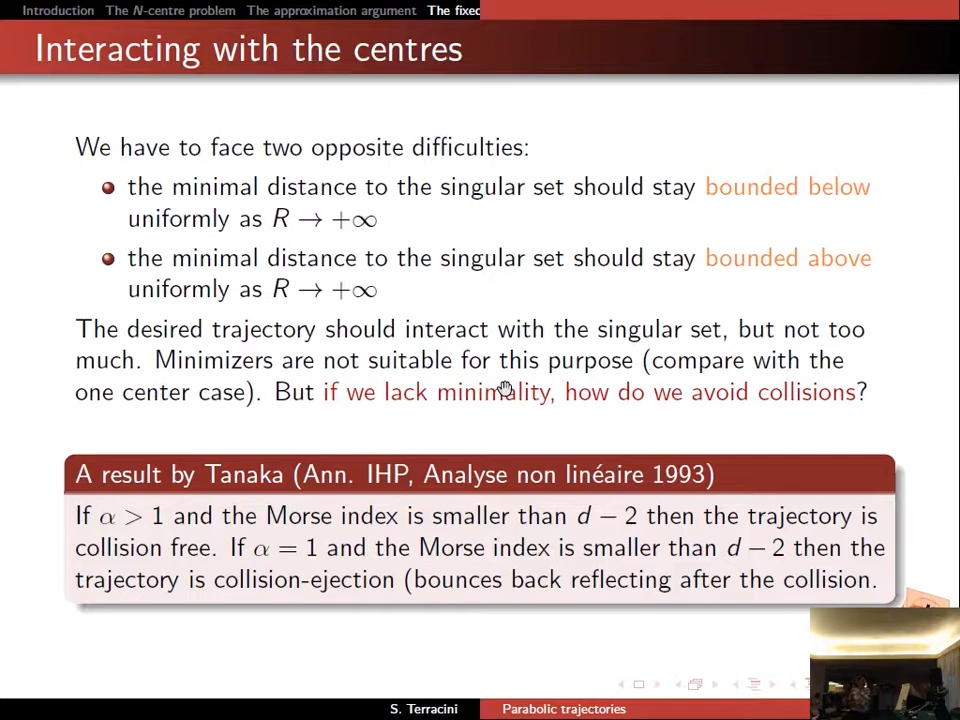 Introduction The N-centre problem The approximation argument The fixed
Interacting with the centres
We have to face two opposite difficulties:
the minimal distance to the singular set should stay bounded below
uniformly as R → +∞
the minimal distance to the singular set should stay bounded above
uniformly as R → +∞
The desired trajectory should interact with the singular set, but not too
much. Minimizers are not suitable for this purpose (compare with the
one center case). But if we lack minimality, how do we avoid collisions?
A result by Tanaka (Ann. IHP, Analyse non linéaire 1993)
If α > 1 and the Morse index is smaller than d − 2 then the trajectory is
collision free. If α = 1 and the Morse index is smaller than d − 2 then the
trajectory is collision-ejection (bounces back reflecting after the collision.
S. Terracini Parabolic trajectories